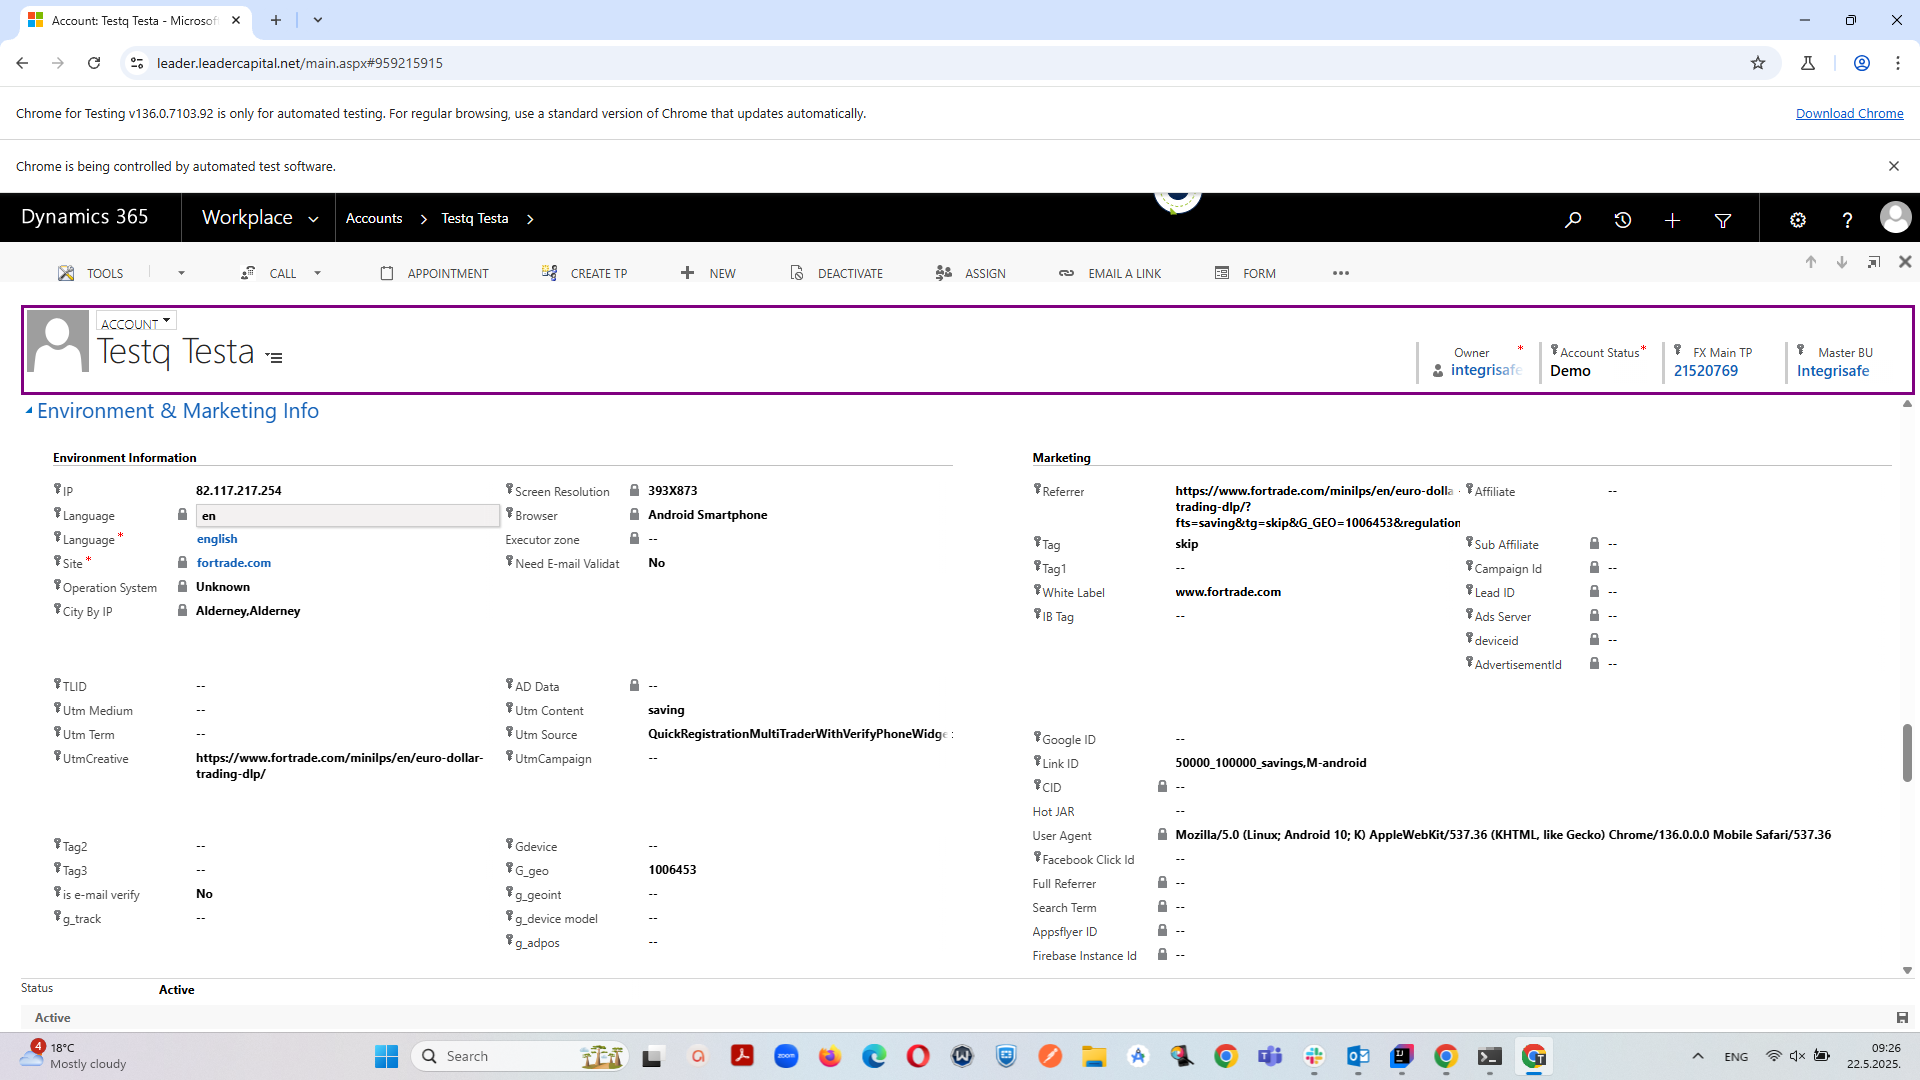 Account: Testq Testa - Microsof
leader.leadercapital.net/main.aspx#959215915
Chrome for Testing v136.0.7103.92 is only for automated testing. For regular browsing, use a standard version of Chrome that updates automatically.
Download Chrome
Chrome is being controlled by automated test software.
Dynamics 365
Workplace
Accounts
Testq Testa
TOOLS
CALL
APPOINTMENT
CREATE TP
NEW
DEACTIVATE
ASSIGN
EMAIL A LINK
FORM
ACCOUNT
Testq Testa
Owner *
integrisafe
Account Status*
Demo
FX Main TP
21520769
Master BU
Integrisafe
Environment & Marketing Info
Environment Information
IP 82.117.217.254
Language en
Language * english
Site * fortrade.com
Operation System Unknown
City By IP Alderney,Alderney
Screen Resolution 393X873
Browser Android Smartphone
Executor zone --
Need E-mail Validat No
TLID --
Utm Medium --
Utm Term --
UtmCreative https://www.fortrade.com/minilps/en/euro-dollar-
trading-dlp/
AD Data --
Utm Content saving
Utm Source QuickRegistrationMultiTraderWithVerifyPhoneWidge
UtmCampaign --
Tag2 --
Tag3 --
is e-mail verify No
g_track --
Gdevice --
G_geo 1006453
g_geoint --
g_device model --
g_adpos --
Marketing
Referrer https://www.fortrade.com/minilps/en/euro-dolla
trading-dlp/?
fts=saving&tg=skip&G_GEO=1006453&regulation
Tag skip
Tag1 --
White Label www.fortrade.com
IB Tag --
Affiliate --
Sub Affiliate --
Campaign Id --
Lead ID --
Ads Server --
deviceid --
AdvertisementId --
Google ID --
Link ID 50000_100000_savings,M-android
CID --
Hot JAR --
User Agent Mozilla/5.0 (Linux; Android 10; K) AppleWebKit/537.36 (KHTML, like Gecko) Chrome/136.0.0.0 Mobile Safari/537.36
Facebook Click Id --
Full Referrer --
Search Term --
Appsflyer ID --
Firebase Instance Id --
Status Active
Active
4
18°C
Mostly cloudy
Search
zoom
ENG
09:26
22.5.2025.